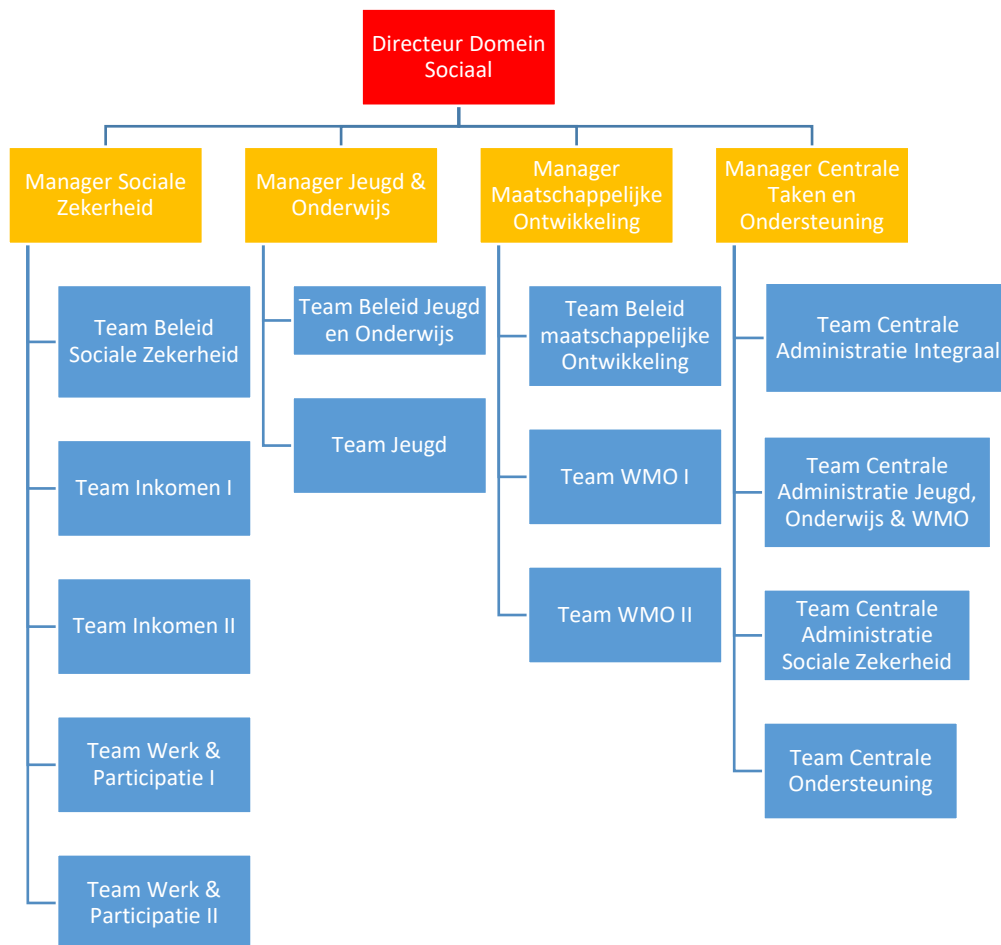 Directeur Domein
Sociaal
Manager Sociale
Zekerheid
Team Beleid
Sociale Zekerheid
Team Inkomen I
Team Inkomen II
Team Werk &
Participatie I
Team Werk &
Participatie II
Manager Jeugd &
Onderwijs
Team Beleid Jeugd
en Onderwijs
Team Jeugd
Manager
Maatschappelijke
Ontwikkeling
Team Beleid
maatschappelijke
Ontwikkeling
Team WMO I
Team WMO II
Manager Centrale
Taken en
Ondersteuning
Team Centrale
Administratie Integraal
Team Centrale
Administratie Jeugd,
Onderwijs & WMO
Team Centrale
Administratie
Sociale Zekerheid
Team Centrale
Ondersteuning